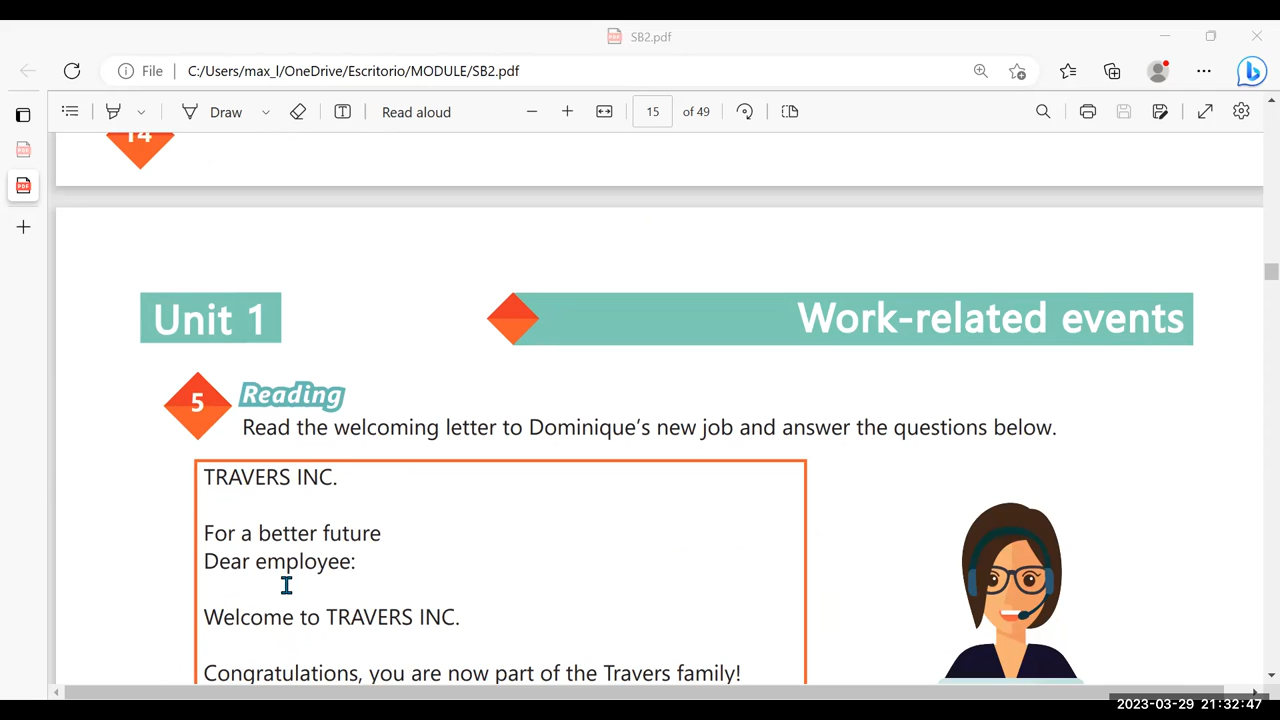 SB2.pdf
File
C:/Users/max_l/OneDrive/Escritorio/MODULE/SB2.pdf
Draw
Read aloud
15
of 49
14
Unit 1
Work-related events
5
Reading
Read the welcoming letter to Dominique's new job and answer the questions below.
TRAVERS INC.
For a better future
Dear employee:
Welcome to TRAVERS INC.
Congratulations, you are now part of the Travers family!
2023-03-29 21:32:47